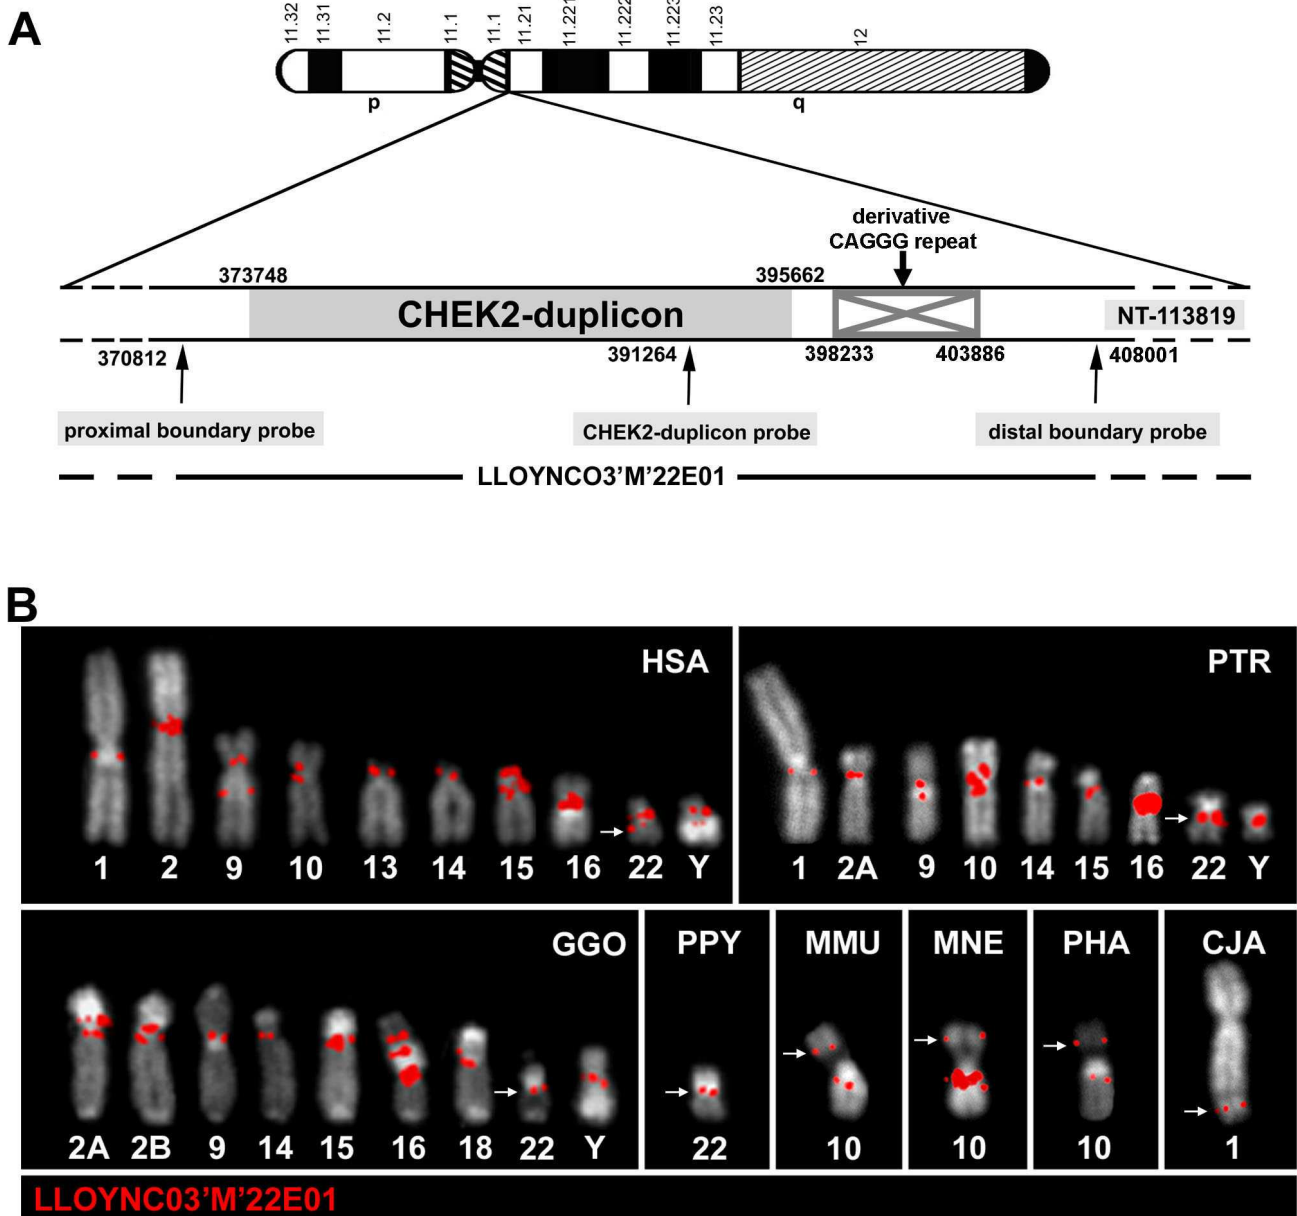 A
11.32 11.31 11.2 11.1 11.1 11.21 11.221 11.222 11.223 11.23 12
p q
derivative
CAGGG repeat
373748 395662
CHEK2-duplicon NT-113819
370812 391264 398233 403886 408001
proximal boundary probe CHEK2-duplicon probe distal boundary probe
LLOYNCO3’M’22E01
B
HSA PTR
1 2 9 10 13 14 15 16 22 Y 1 2A 9 10 14 15 16 22 Y
GGO PPY MMU MNE PHA CJA
2A 2B 9 14 15 16 18 22 Y 22 10 10 10 1
LLOYNC03’M’22E01